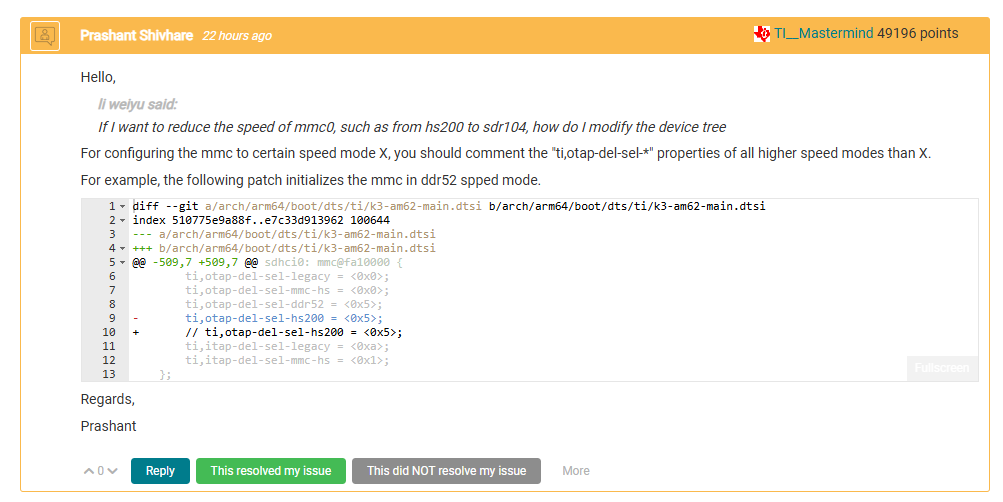 Prashant Shivhare 22 hours ago TI__Mastermind 49196 points
Hello,
li weiyu said:
If I want to reduce the speed of mmc0, such as from hs200 to sdr104, how do I modify the device tree
For configuring the mmc to certain speed mode X, you should comment the "ti,otap-del-sel-*" properties of all higher speed modes than X.
For example, the following patch initializes the mmc in ddr52 spped mode.
1 diff --git a/arch/arm64/boot/dts/ti/k3-am62-main.dtsi b/arch/arm64/boot/dts/ti/k3-am62-main.dtsi
2 index 510775e9a88f..e7c33d913962 100644
3 --- a/arch/arm64/boot/dts/ti/k3-am62-main.dtsi
4 +++ b/arch/arm64/boot/dts/ti/k3-am62-main.dtsi
5 @@ -509,7 +509,7 @@ sdhci0: mmc@fa10000 {
6 ti,otap-del-sel-legacy = <0x0>;
7 ti,otap-del-sel-mmc-hs = <0x0>;
8 ti,otap-del-sel-ddr52 = <0x5>;
9 - ti,otap-del-sel-hs200 = <0x5>;
10 + // ti,otap-del-sel-hs200 = <0x5>;
11 ti,itap-del-sel-legacy = <0xa>;
12 ti,itap-del-sel-mmc-hs = <0x1>;
13 };
Fullscreen
Regards,
Prashant
0 Reply This resolved my issue This did NOT resolve my issue More